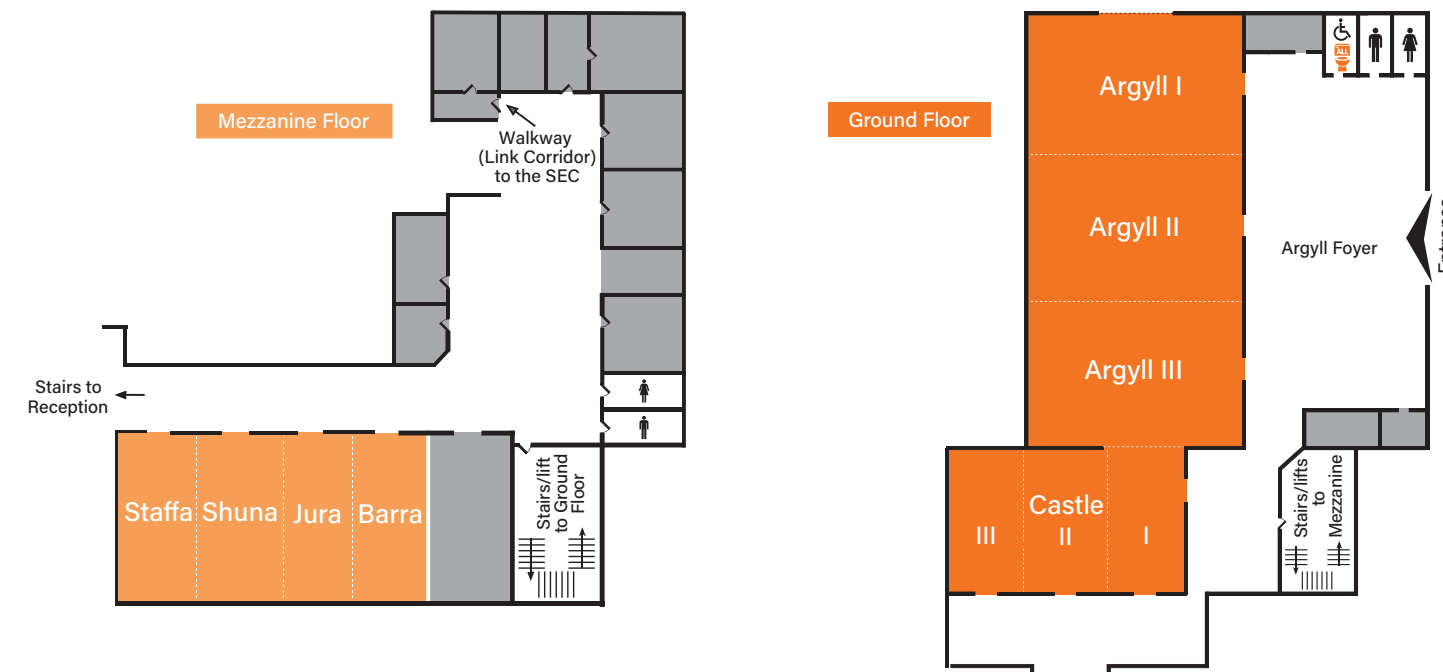 Mezzanine Floor
Walkway
(Link Corridor)
to the SEC
Stairs to
Reception
Staffa
Shuna
Jura
Barra
Stairs/lift
to Ground
Floor
Ground Floor
ALL
Argyll I
Argyll II
Argyll III
Argyll Foyer
Entrance
Castle
III
II
I
Stairs/lifts
to
Mezzanine